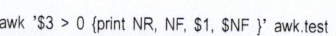 awk '$3 > 0 {print NR, NF, $1, $NF }' awk.test